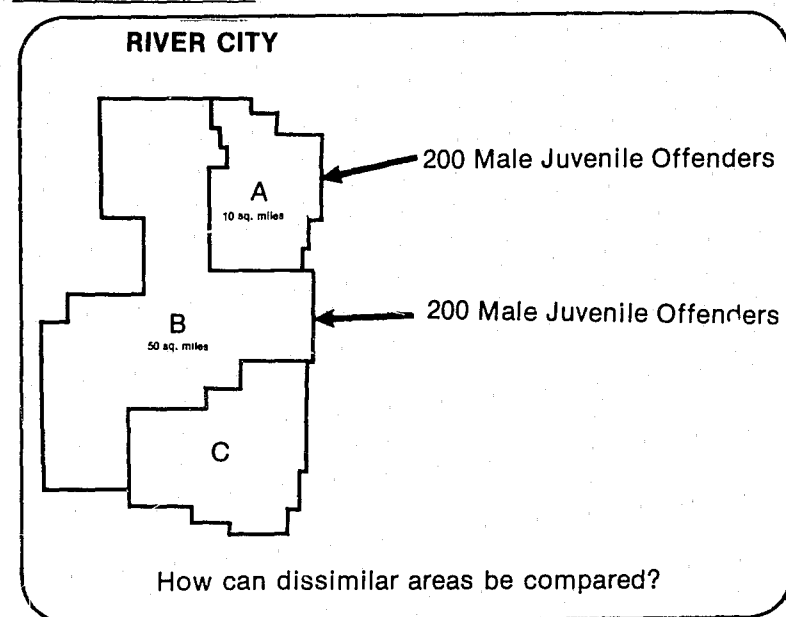 RIVER CITY
200 Male Juvenile Offenders
A
10 sq. miles
200 Male Juvenile Offenders
B
50 sq. miles
C
How can dissimilar areas be compared?